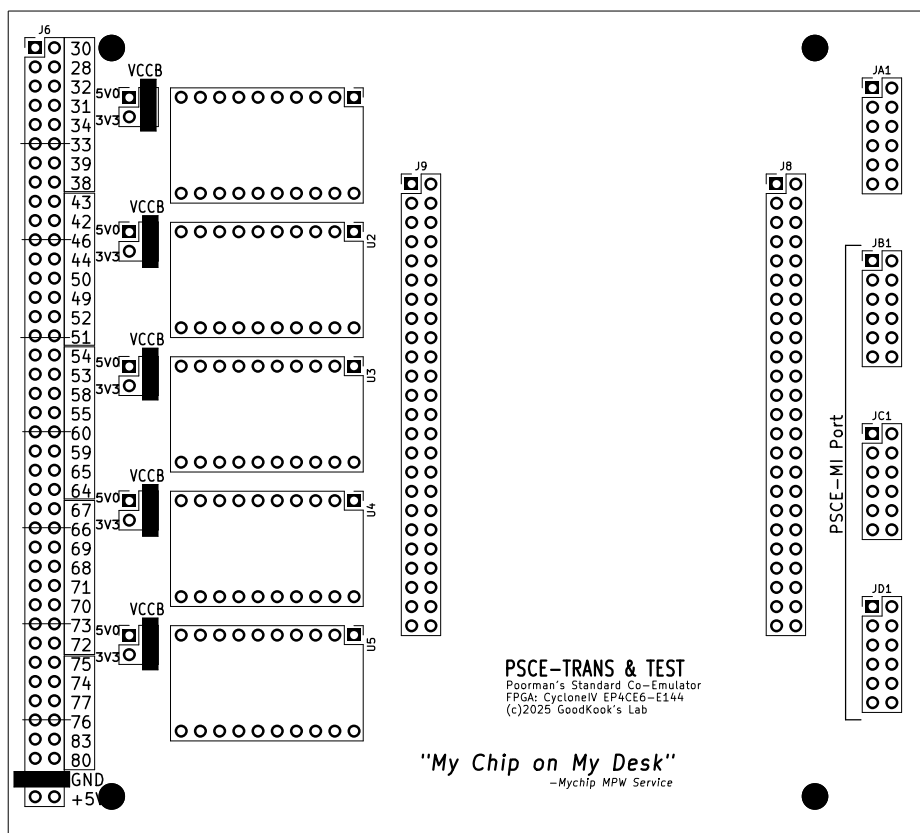 J6
30
28
32
31
34
33
39
38
43
42
46
44
50
49
52
51
54
53
58
55
60
59
65
64
67
66
69
68
71
70
73
72
75
74
77
76
83
80
GND
+5V
VCCB
5V0
3V3
VCCB
5V0
3V3
U2
VCCB
5V0
3V3
U3
VCCB
5V0
3V3
U4
VCCB
5V0
3V3
U5
J9
J8
JA1
JB1
JC1
JD1
PSCE-MI Port
PSCE-TRANS & TEST
Poorman's Standard Co-Emulator
FPGA: CycloneIV EP4CE6-E144
(c)2025 GoodKook's Lab
"My Chip on My Desk"
-Mychip MPW Service